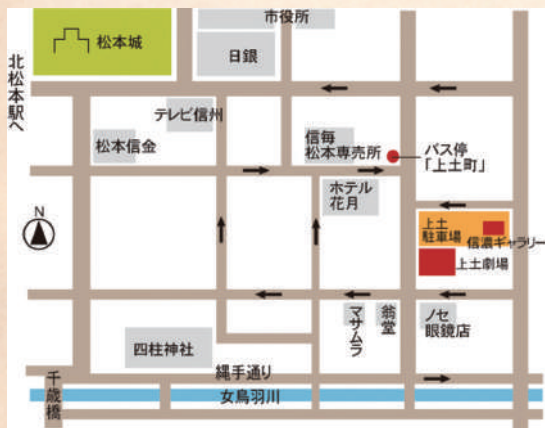 市役所
松本城
日銀
北松本駅へ
テレビ信州
松本信金
信毎
松本専売所
バス停
「上土町」
ホテル
花月
N
上土
駐車場
信濃ギャラリー
上土劇場
マサムラ
翁堂
ノセ
眼鏡店
四柱神社
縄手通り
千歳橋
女鳥羽川